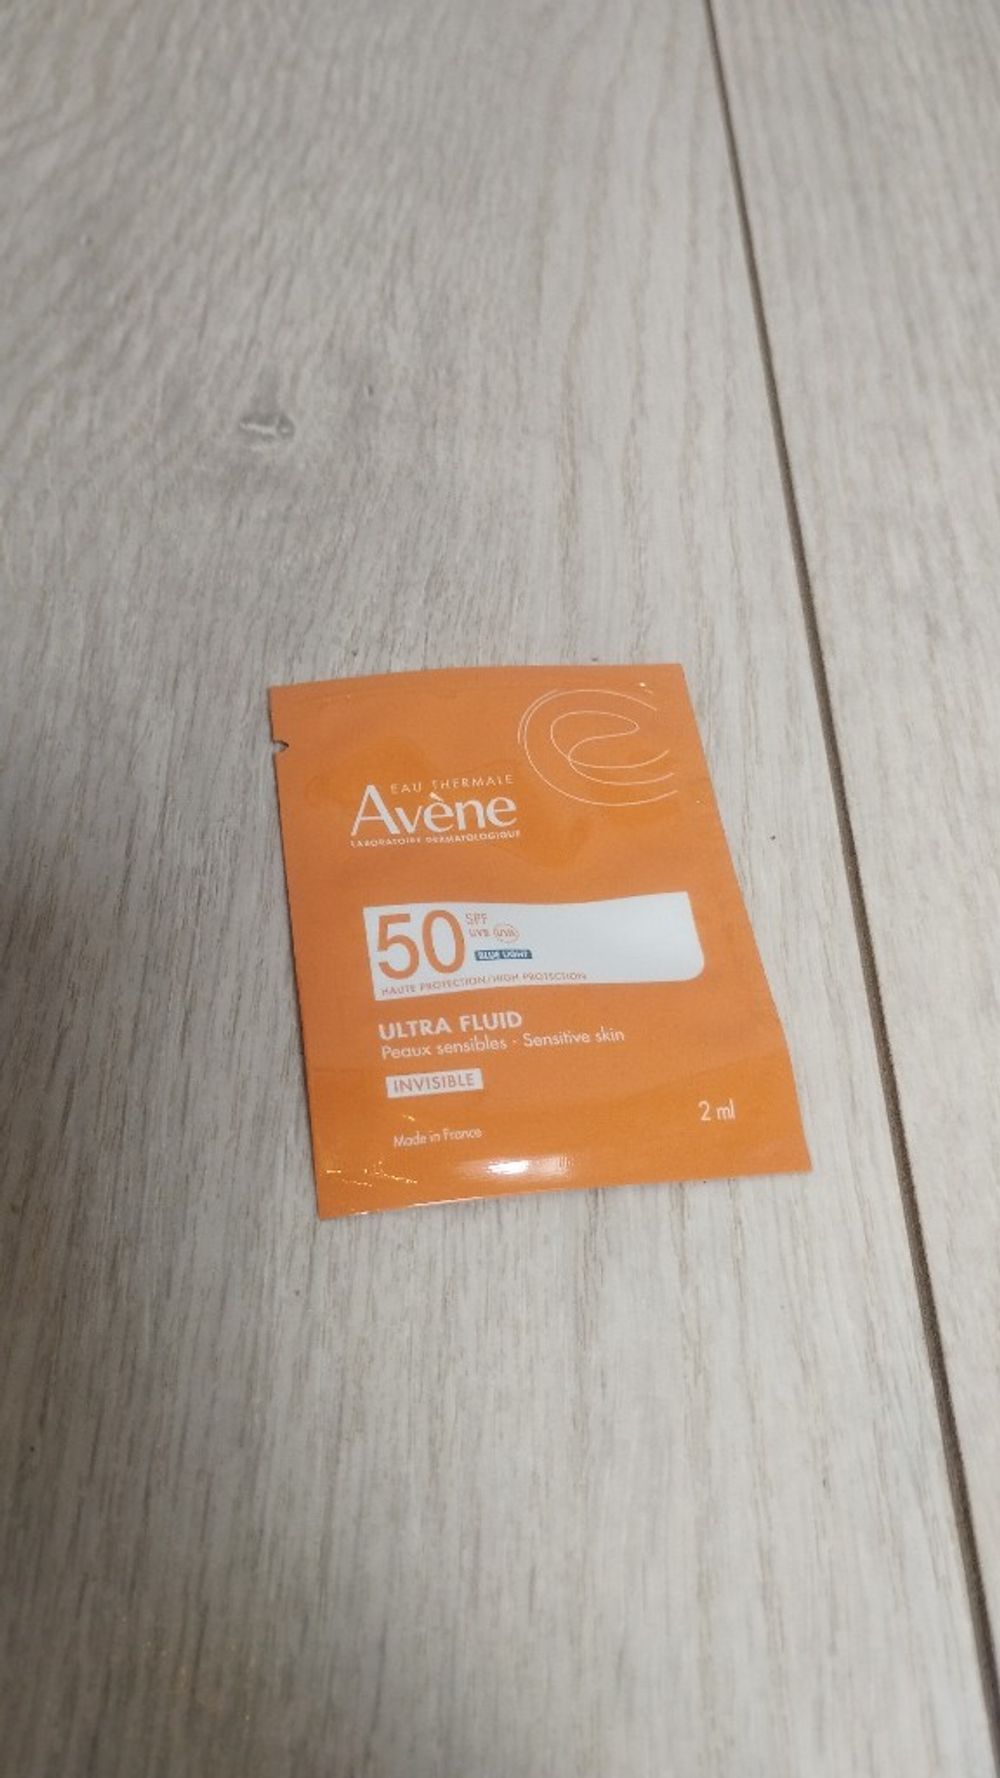 EAU THERMALE
Avène
LABORATOIRE DERMATOLOGIQUE
50 SPF
UVB UVA
BLUE LIGHT
HAUTE PROTECTION/HIGH PROTECTION
ULTRA FLUID
Peaux sensibles - Sensitive skin
INVISIBLE
2 ml
Made in France